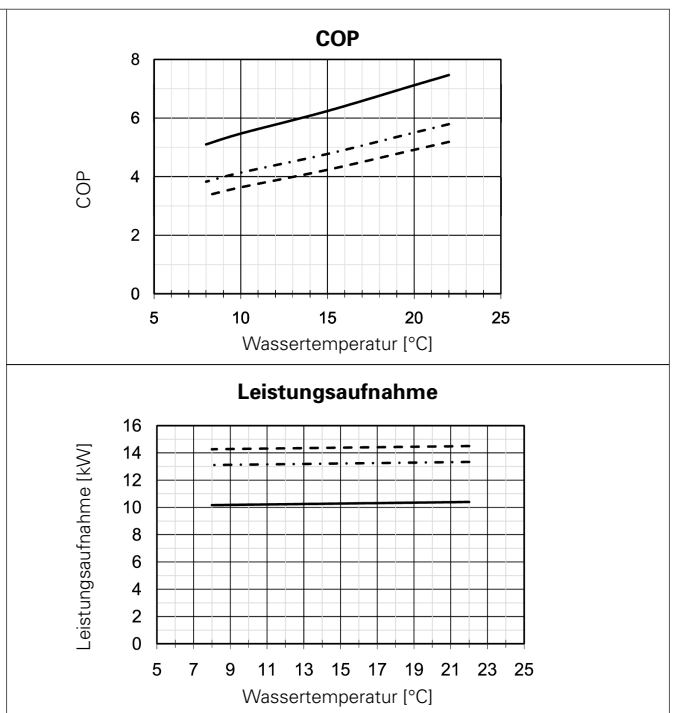 COP
8
6
4
2
0
COP
5 10 15 20 25
Wassertemperatur [°C]
Leistungsaufnahme
16
14
12
10
8
6
4
2
0
Leistungsaufnahme [kW]
5 7 9 11 13 15 17 19 21 23 25
Wassertemperatur [°C]